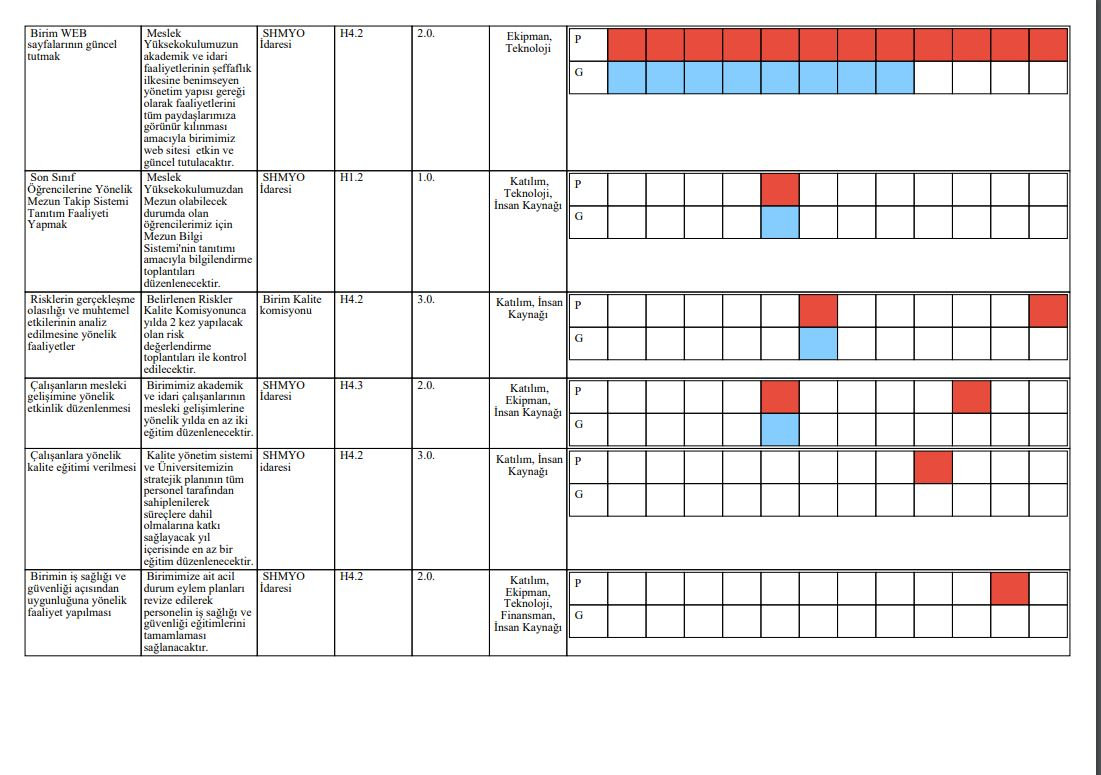 Birim WEB
sayfalarının güncel
tutmak
Meslek
Yüksekokulumuzun
akademik ve idari
faaliyetlerinin şeffaflık
ilkesine benimseyen
yönetim yapısı gereği
olarak faaliyetlerini
tüm paydaşlarımıza
görünür kılınması
amacıyla birimimiz
web sitesi etkin ve
güncel tutulacaktır.
SHMYO
İdaresi
H4.2
2.0.
Ekipman,
Teknoloji
P
G
Son Sınıf
Öğrencilerine Yönelik
Mezun Takip Sistemi
Tanıtım Faaliyeti
Yapmak
Meslek
Yüksekokulumuzdan
Mezun olabilecek
durumda olan
öğrencilerimiz için
Mezun Bilgi
Sistemi'nin tanıtımı
amacıyla bilgilendirme
toplantıları
düzenlenecektir.
SHMYO
İdaresi
H1.2
1.0.
Katılım,
Teknoloji,
İnsan Kaynağı
P
G
Risklerin gerçekleşme
olasılığı ve muhtemel
etkilerinin analiz
edilmesine yönelik
faaliyetler
Belirlenen Riskler
Kalite Komisyonunca
yılda 2 kez yapılacak
olan risk
değerlendirme
toplantıları ile kontrol
edilecektir.
Birim Kalite
komisyonu
H4.2
3.0.
Katılım, İnsan
Kaynağı
P
G
Çalışanların mesleki
gelişimine yönelik
etkinlik düzenlenmesi
Birimimiz akademik
ve idari çalışanlarının
mesleki gelişimlerine
yönelik yılda en az iki
eğitim düzenlenecektir.
SHMYO
İdaresi
H4.3
2.0.
Katılım,
Ekipman,
İnsan Kaynağı
P
G
Çalışanlara yönelik
kalite eğitimi verilmesi
Kalite yönetim sistemi
ve Üniversitemizin
stratejik planının tüm
personel tarafından
sahiplenilerek
süreçlere dahil
olmalarına katkı
sağlayacak yıl
içerisinde en az bir
eğitim düzenlenecektir.
SHMYO
idaresi
H4.2
3.0.
Katılım, İnsan
Kaynağı
P
G
Birimin iş sağlığı ve
güvenliği açısından
uygunluğuna yönelik
faaliyet yapılması
Birimimize ait acil
durum eylem planları
revize edilerek
personelin iş sağlığı ve
güvenliği eğitimlerini
tamamlaması
sağlanacaktır.
SHMYO
İdaresi
H4.2
2.0.
Katılım,
Ekipman,
Teknoloji,
Finansman,
İnsan Kaynağı
P
G